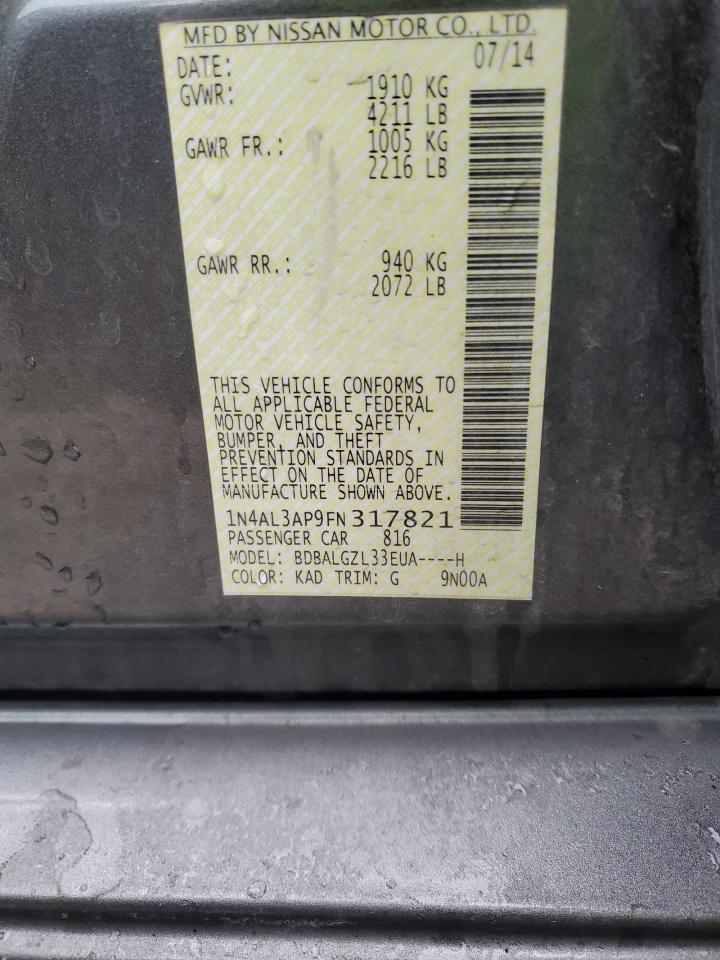 MFD BY NISSAN MOTOR CO., LTD.
DATE: 07/14
GVWR: 1910 KG
4211 LB
GAWR FR.: 1005 KG
2216 LB
GAWR RR.: 940 KG
2072 LB
THIS VEHICLE CONFORMS TO
ALL APPLICABLE FEDERAL
MOTOR VEHICLE SAFETY,
BUMPER, AND THEFT
PREVENTION STANDARDS IN
EFFECT ON THE DATE OF
MANUFACTURE SHOWN ABOVE.
1N4AL3AP9FN317821
PASSENGER CAR 816
MODEL: BDBALGZL33EUA----H
COLOR: KAD TRIM: G 9N00A